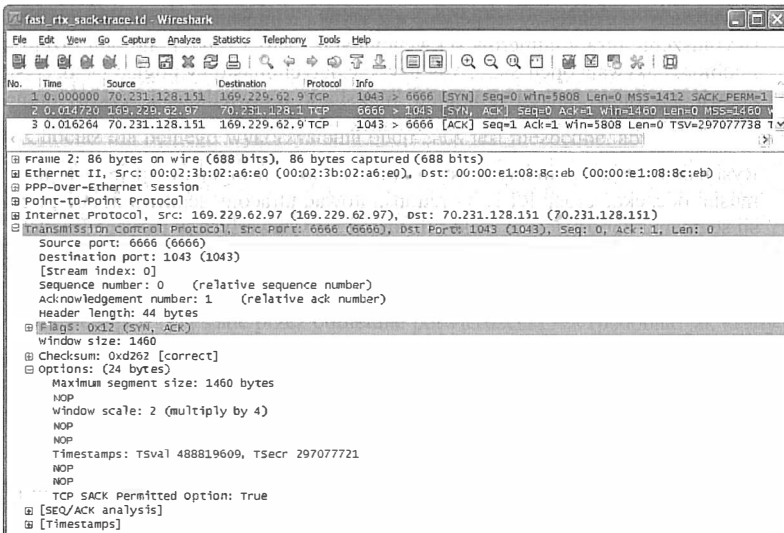 fast_rtx_sack-trace.td - Wireshark
File Edit View Go Capture Analyze Statistics Telephony Tools Help
No. Time Source Destination Protocol Info
1 0.000000 70.231.128.151 169.229.62.9 TCP 1043 > 6666 [SYN] Seq=0 Win=5808 Len=0 MSS=1412 SACK_PERM=1
2 0.014720 169.229.62.97 70.231.128.1 TCP 6666 > 1043 [SYN, ACK] Seq=0 Ack=1 Win=1460 Len=0 MSS=1460 W
3 0.016264 70.231.128.151 169.229.62.9 TCP 1043 > 6666 [ACK] Seq=1 Ack=1 Win=5808 Len=0 TSV=297077738 T
Frame 2: 86 bytes on wire (688 bits), 86 bytes captured (688 bits)
Ethernet II, Src: 00:02:3b:02:a6:e0 (00:02:3b:02:a6:e0), Dst: 00:00:e1:08:8c:eb (00:00:e1:08:8c:eb)
PPP-over-Ethernet Session
Point-to-Point Protocol
Internet Protocol, Src: 169.229.62.97 (169.229.62.97), Dst: 70.231.128.151 (70.231.128.151)
Transmission Control Protocol, Src Port: 6666 (6666), Dst Port: 1043 (1043), Seq: 0, Ack: 1, Len: 0
Source port: 6666 (6666)
Destination port: 1043 (1043)
[Stream index: 0]
Sequence number: 0 (relative sequence number)
Acknowledgement number: 1 (relative ack number)
Header length: 44 bytes
Flags: 0x12 (SYN, ACK)
Window size: 1460
Checksum: 0xd262 [correct]
Options: (24 bytes)
Maximum segment size: 1460 bytes
NOP
Window scale: 2 (multiply by 4)
NOP
NOP
Timestamps: TSval 488819609, TSecr 297077721
NOP
NOP
TCP SACK Permitted Option: True
[SEQ/ACK analysis]
[Timestamps]